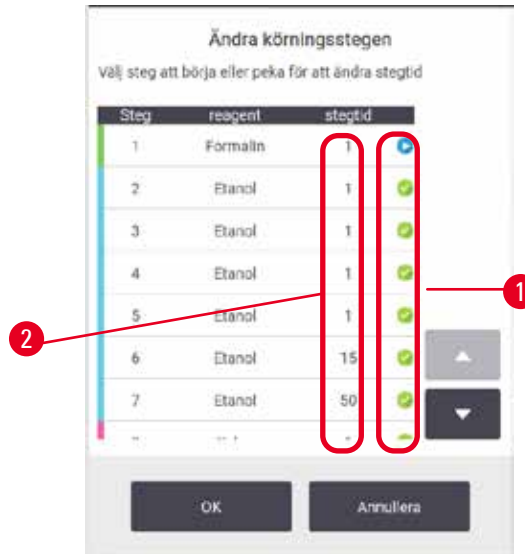 Ändra körningsstegen
Välj steg att börja eller peka för att ändra stegtid
Steg reagent stegtid
1 Formalin 1
2 Etanol 1
3 Etanol 1
4 Etanol 1
5 Etanol 1
6 Etanol 15
7 Etanol 50
1
2
OK Annullera